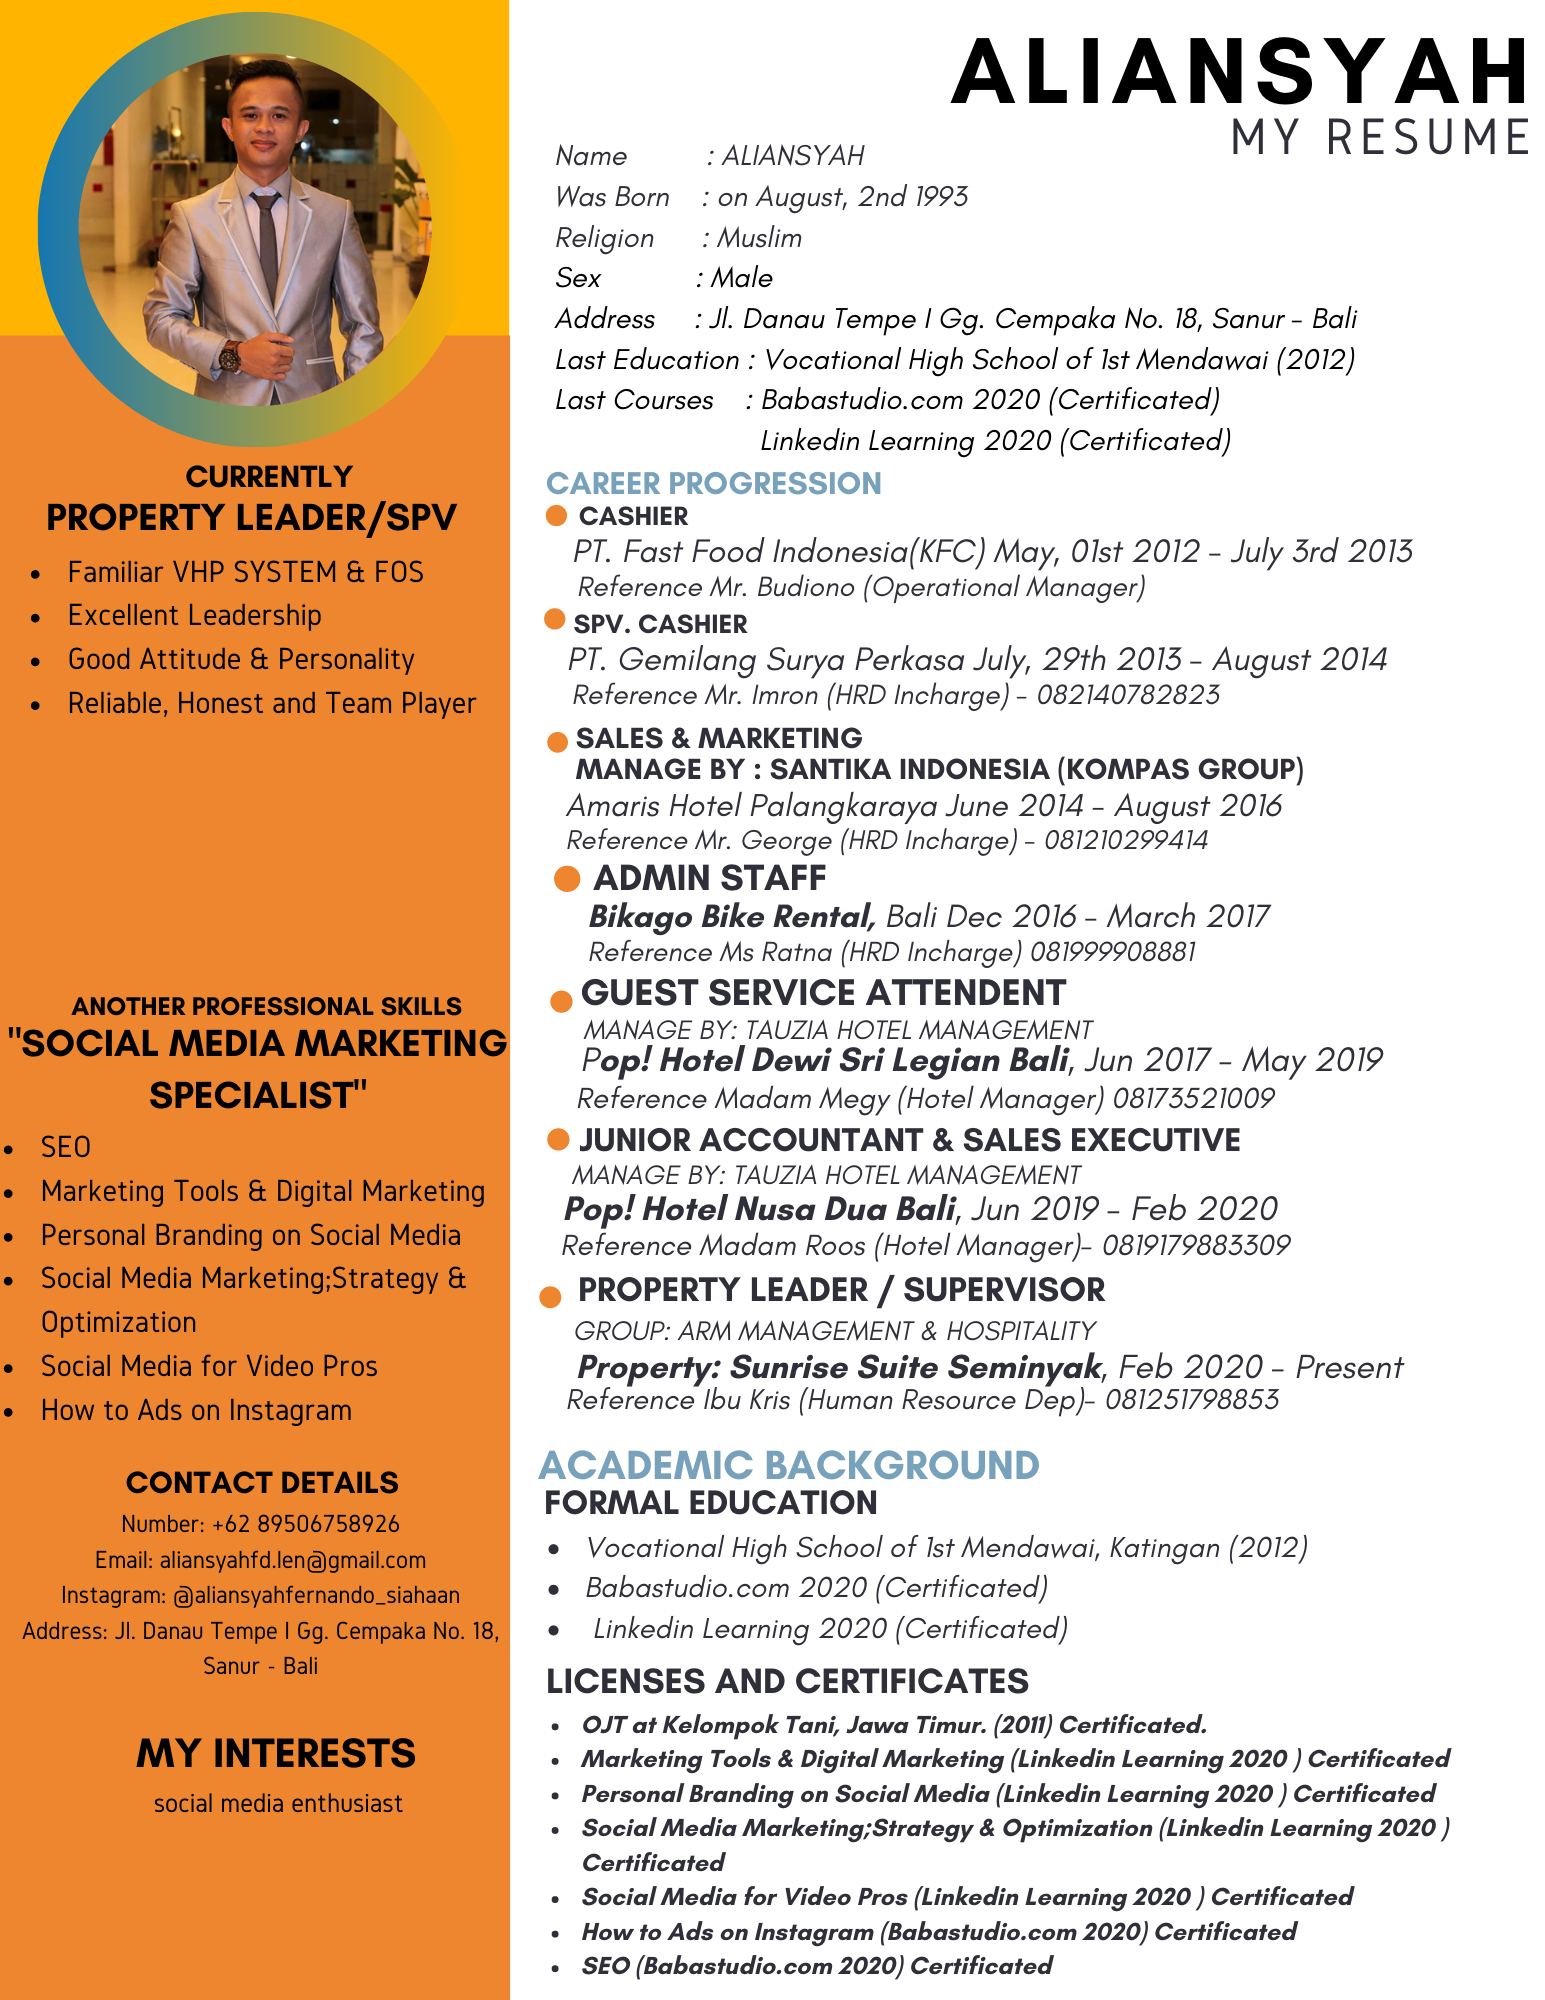 ALIANSYAH
MY RESUME
Name : ALIANSYAH
Was Born : on August, 2nd 1993
Religion : Muslim
Sex : Male
Address : Jl. Danau Tempe I Gg. Cempaka No. 18, Sanur - Bali
Last Education : Vocational High School of 1st Mendawai (2012)
Last Courses : Babastudio.com 2020 (Certificated)
Linkedin Learning 2020 (Certificated)
CURRENTLY
PROPERTY LEADER/SPV
• Familiar VHP SYSTEM & FOS
• Excellent Leadership
• Good Attitude & Personality
• Reliable, Honest and Team Player
ANOTHER PROFESSIONAL SKILLS
"SOCIAL MEDIA MARKETING
SPECIALIST"
• SEO
• Marketing Tools & Digital Marketing
• Personal Branding on Social Media
• Social Media Marketing;Strategy &
Optimization
• Social Media for Video Pros
• How to Ads on Instagram
CONTACT DETAILS
Number: +62 89506758926
Email: aliansyahfd.len@gmail.com
Instagram: @aliansyahfernando_siahaan
Address: Jl. Danau Tempe I Gg. Cempaka No. 18,
Sanur - Bali
MY INTERESTS
social media enthusiast
CAREER PROGRESSION
CASHIER
PT. Fast Food Indonesia(KFC) May, 01st 2012 - July 3rd 2013
Reference Mr. Budiono (Operational Manager)
SPV. CASHIER
PT. Gemilang Surya Perkasa July, 29th 2013 - August 2014
Reference Mr. Imron (HRD Incharge) - 082140782823
SALES & MARKETING
MANAGE BY : SANTIKA INDONESIA (KOMPAS GROUP)
Amaris Hotel Palangkaraya June 2014 - August 2016
Reference Mr. George (HRD Incharge) - 081210299414
ADMIN STAFF
Bikago Bike Rental, Bali Dec 2016 - March 2017
Reference Ms Ratna (HRD Incharge) 081999908881
GUEST SERVICE ATTENDENT
MANAGE BY: TAUZIA HOTEL MANAGEMENT
Pop! Hotel Dewi Sri Legian Bali, Jun 2017 - May 2019
Reference Madam Megy (Hotel Manager) 08173521009
JUNIOR ACCOUNTANT & SALES EXECUTIVE
MANAGE BY: TAUZIA HOTEL MANAGEMENT
Pop! Hotel Nusa Dua Bali, Jun 2019 - Feb 2020
Reference Madam Roos (Hotel Manager)- 0819179883309
PROPERTY LEADER / SUPERVISOR
GROUP: ARM MANAGEMENT & HOSPITALITY
Property: Sunrise Suite Seminyak, Feb 2020 - Present
Reference Ibu Kris (Human Resource Dep)- 081251798853
ACADEMIC BACKGROUND
FORMAL EDUCATION
• Vocational High School of 1st Mendawai, Katingan (2012)
• Babastudio.com 2020 (Certificated)
• Linkedin Learning 2020 (Certificated)
LICENSES AND CERTIFICATES
• OJT at Kelompok Tani, Jawa Timur. (2011) Certificated.
• Marketing Tools & Digital Marketing (Linkedin Learning 2020 ) Certificated
• Personal Branding on Social Media (Linkedin Learning 2020 ) Certificated
• Social Media Marketing;Strategy & Optimization (Linkedin Learning 2020 )
Certificated
• Social Media for Video Pros (Linkedin Learning 2020 ) Certificated
• How to Ads on Instagram (Babastudio.com 2020) Certificated
• SEO (Babastudio.com 2020) Certificated